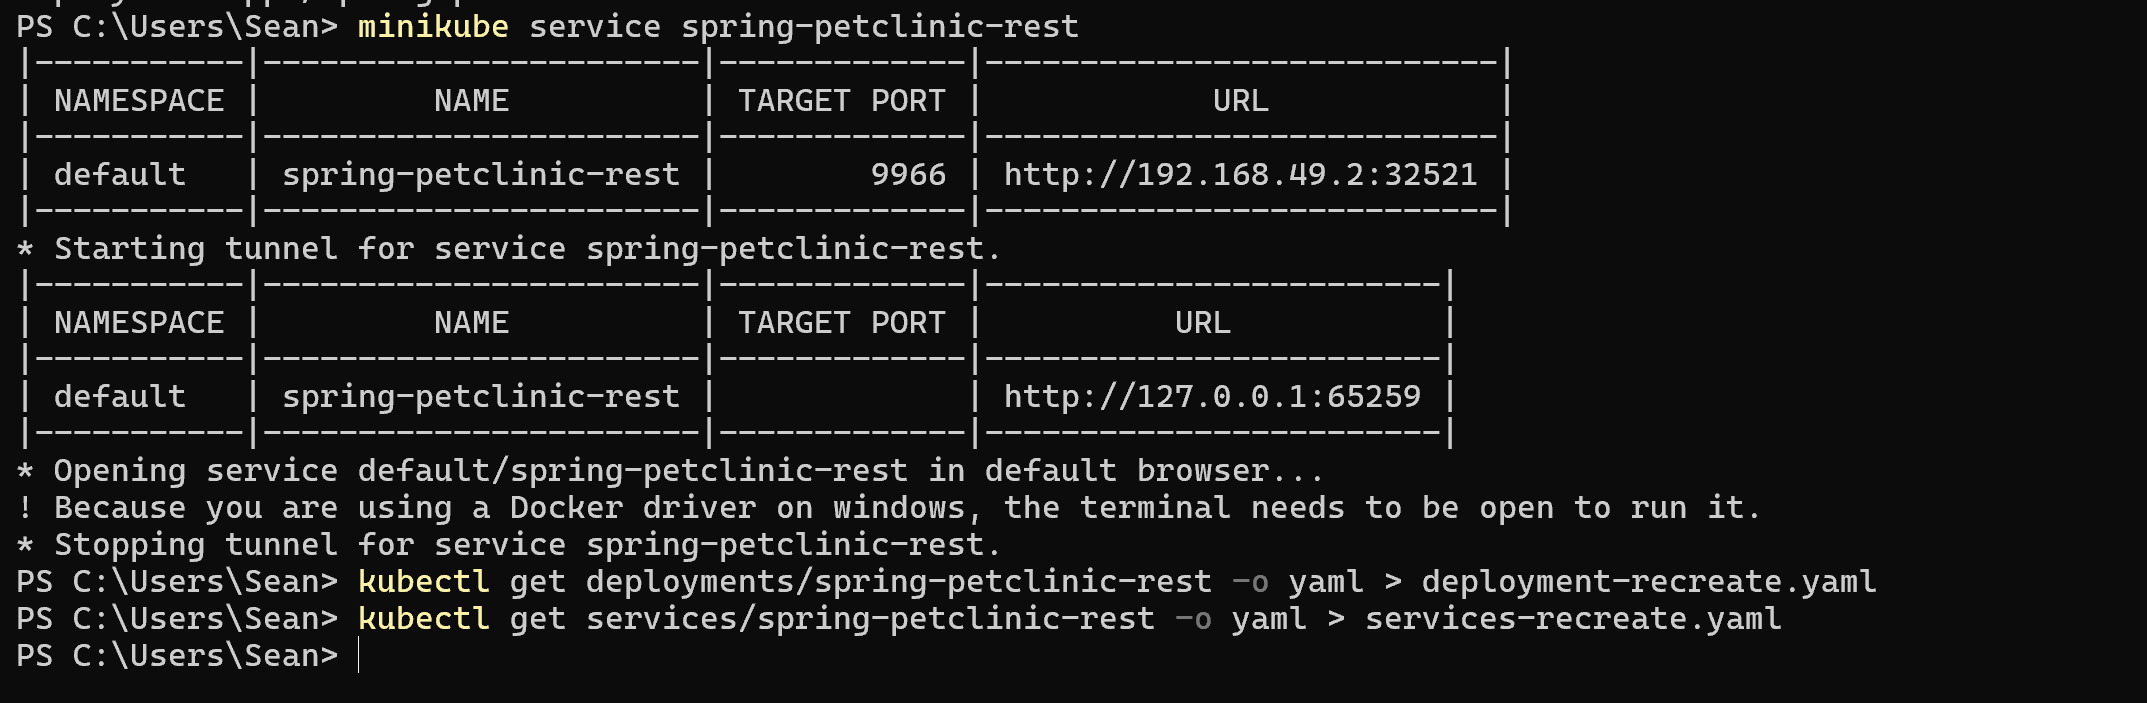 PS C:\Users\Sean> minikube service spring-petclinic-rest
|-----------|-----------------------|-------------|---------------------------|
| NAMESPACE |         NAME          | TARGET PORT |            URL            |
|-----------|-----------------------|-------------|---------------------------|
| default   | spring-petclinic-rest |        9966 | http://192.168.49.2:32521 |
|-----------|-----------------------|-------------|---------------------------|
* Starting tunnel for service spring-petclinic-rest.
|-----------|-----------------------|-------------|------------------------|
| NAMESPACE |         NAME          | TARGET PORT |          URL           |
|-----------|-----------------------|-------------|------------------------|
| default   | spring-petclinic-rest |             | http://127.0.0.1:65259 |
|-----------|-----------------------|-------------|------------------------|
* Opening service default/spring-petclinic-rest in default browser...
! Because you are using a Docker driver on windows, the terminal needs to be open to run it.
* Stopping tunnel for service spring-petclinic-rest.
PS C:\Users\Sean> kubectl get deployments/spring-petclinic-rest -o yaml > deployment-recreate.yaml
PS C:\Users\Sean> kubectl get services/spring-petclinic-rest -o yaml > services-recreate.yaml
PS C:\Users\Sean>